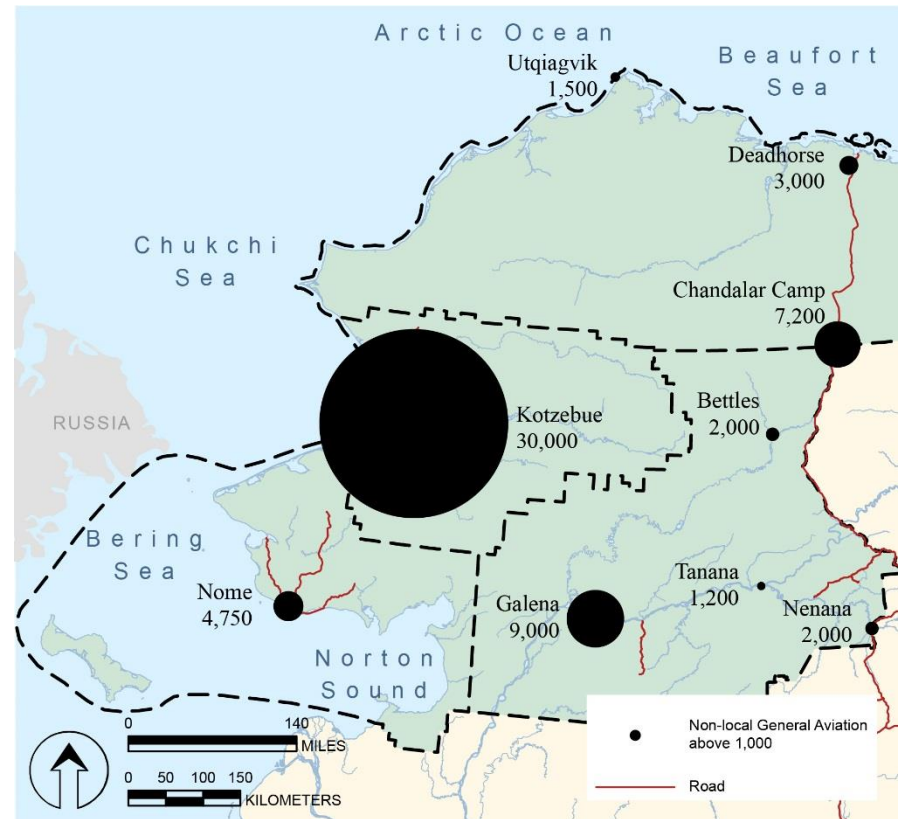 Arctic Ocean
Beaufort
Sea
Utqiagvik
1,500
Deadhorse
3,000
Chukchi
Sea
Chandalar Camp
7,200
RUSSIA
Kotzebue
30,000
Bettles
2,000
Bering
Sea
Nome
4,750
Galena
9,000
Tanana
1,200
Nenana
2,000
Norton
Sound
0 140
MILES
0 50 100 150
KILOMETERS
Non-local General Aviation
above 1,000
Road